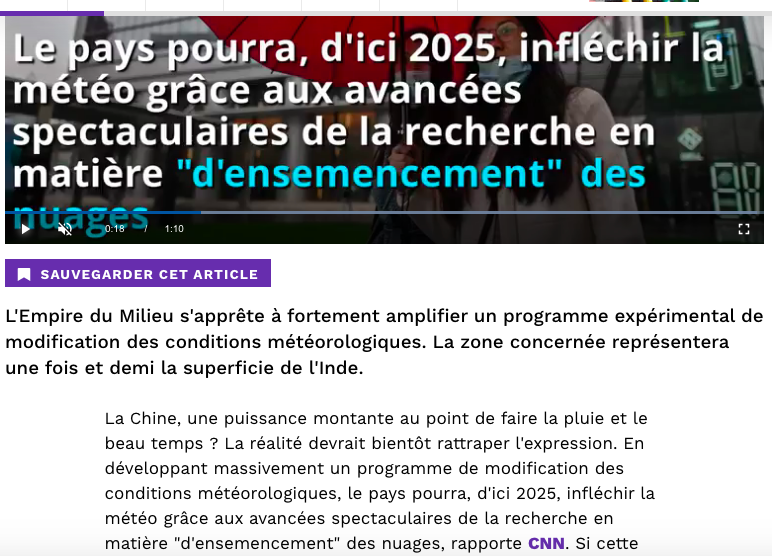 Le pays pourra, d'ici 2025, infléchir la
météo grâce aux avancées
spectaculaires de la recherche en
matière "d'ensemencement" des
nuages
0:18 / 1:10
SAUVEGARDER CET ARTICLE
L'Empire du Milieu s'apprête à fortement amplifier un programme expérimental de
modification des conditions météorologiques. La zone concernée représentera
une fois et demi la superficie de l'Inde.
La Chine, une puissance montante au point de faire la pluie et le
beau temps ? La réalité devrait bientôt rattraper l'expression. En
développant massivement un programme de modification des
conditions météorologiques, le pays pourra, d'ici 2025, infléchir la
météo grâce aux avancées spectaculaires de la recherche en
matière "d'ensemencement" des nuages, rapporte CNN. Si cette